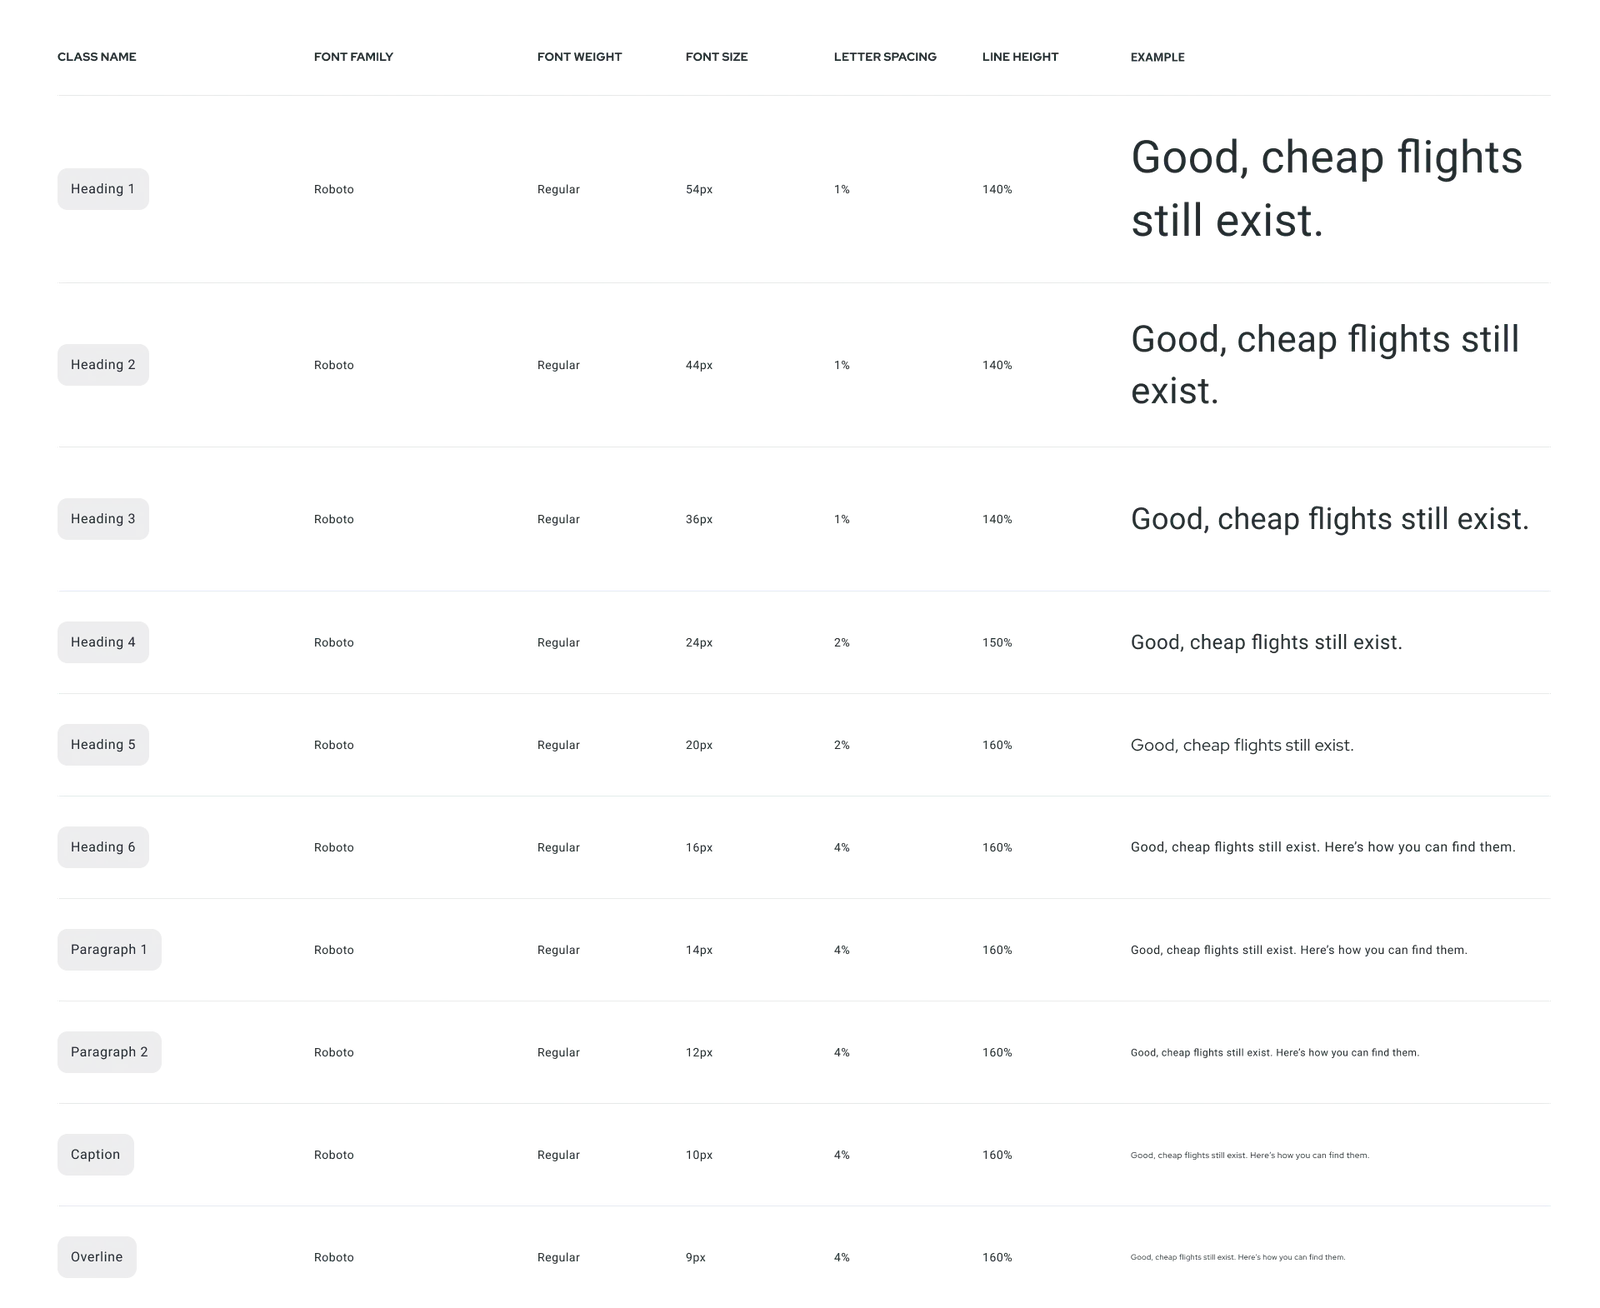 CLASS NAME FONT FAMILY FONT WEIGHT FONT SIZE LETTER SPACING LINE HEIGHT EXAMPLE
Heading 1 Roboto Regular 54px 1% 140% Good, cheap flights
still exist.
Heading 2 Roboto Regular 44px 1% 140% Good, cheap flights still
exist.
Heading 3 Roboto Regular 36px 1% 140% Good, cheap flights still exist.
Heading 4 Roboto Regular 24px 2% 150% Good, cheap flights still exist.
Heading 5 Roboto Regular 20px 2% 160% Good, cheap flights still exist.
Heading 6 Roboto Regular 16px 4% 160% Good, cheap flights still exist. Here’s how you can find them.
Paragraph 1 Roboto Regular 14px 4% 160% Good, cheap flights still exist. Here’s how you can find them.
Paragraph 2 Roboto Regular 12px 4% 160% Good, cheap flights still exist. Here’s how you can find them.
Caption Roboto Regular 10px 4% 160% Good, cheap flights still exist. Here’s how you can find them.
Overline Roboto Regular 9px 4% 160% Good, cheap flights still exist. Here’s how you can find them.